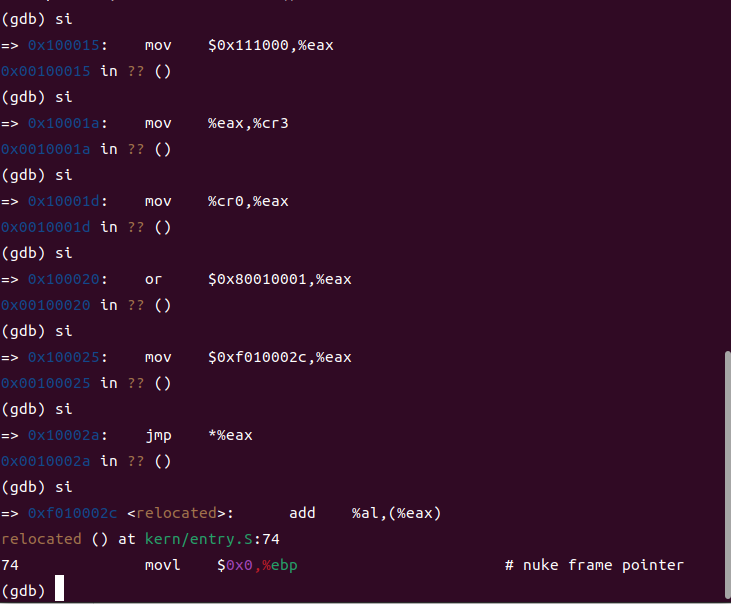 (gdb) si
=> 0x100015:    mov    $0x111000,%eax
0x00100015 in ?? ()
(gdb) si
=> 0x10001a:    mov    %eax,%cr3
0x0010001a in ?? ()
(gdb) si
=> 0x10001d:    mov    %cr0,%eax
0x0010001d in ?? ()
(gdb) si
=> 0x100020:    or     $0x80010001,%eax
0x00100020 in ?? ()
(gdb) si
=> 0x100025:    mov    $0xf010002c,%eax
0x00100025 in ?? ()
(gdb) si
=> 0x10002a:    jmp    *%eax
0x0010002a in ?? ()
(gdb) si
=> 0xf010002c <relocated>:      add    %al,(%eax)
relocated () at kern/entry.S:74
74              movl    $0x0,%ebp                       # nuke frame pointer
(gdb)